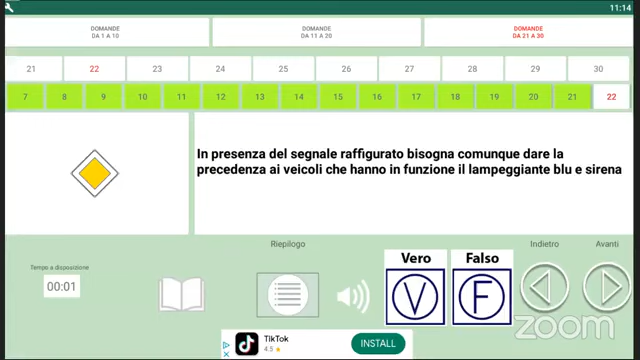 11:14
DOMANDE
DA 1 A 10
DOMANDE
DA 11 A 20
DOMANDE
DA 21 A 30
21 22 23 24 25 26 27 28 29 30
7 8 9 10 11 12 13 14 15 16 17 18 19 20 21 22
In presenza del segnale raffigurato bisogna comunque dare la
precedenza ai veicoli che hanno in funzione il lampeggiante blu e sirena
Riepilogo
Vero
Falso
Indietro
Avanti
Tempo a disposizione
00:01
V
F
zoom
TikTok
4.5 ★
INSTALL